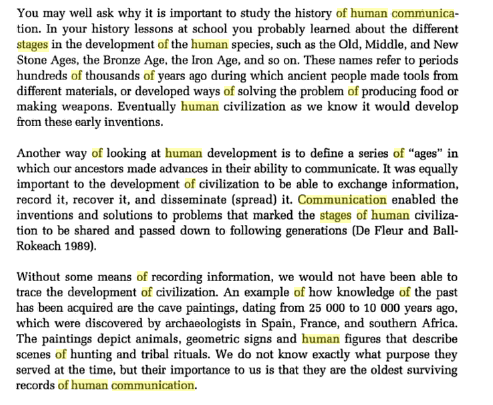 You may well ask why it is important to study the history of human communica-
tion. In your history lessons at school you probably learned about the different
stages in the development of the human species, such as the Old, Middle, and New
Stone Ages, the Bronze Age, the Iron Age, and so on. These names refer to periods
hundreds of thousands of years ago during which ancient people made tools from
different materials, or developed ways of solving the problem of producing food or
making weapons. Eventually human civilization as we know it would develop
from these early inventions.

Another way of looking at human development is to define a series of “ages” in
which our ancestors made advances in their ability to communicate. It was equally
important to the development of civilization to be able to exchange information,
record it, recover it, and disseminate (spread) it. Communication enabled the
inventions and solutions to problems that marked the stages of human civiliza-
tion to be shared and passed down to following generations (De Fleur and Ball-
Rokeach 1989).

Without some means of recording information, we would not have been able to
trace the development of civilization. An example of how knowledge of the past
has been acquired are the cave paintings, dating from 25 000 to 10 000 years ago,
which were discovered by archaeologists in Spain, France, and southern Africa.
The paintings depict animals, geometric signs and human figures that describe
scenes of hunting and tribal rituals. We do not know exactly what purpose they
served at the time, but their importance to us is that they are the oldest surviving
records of human communication.